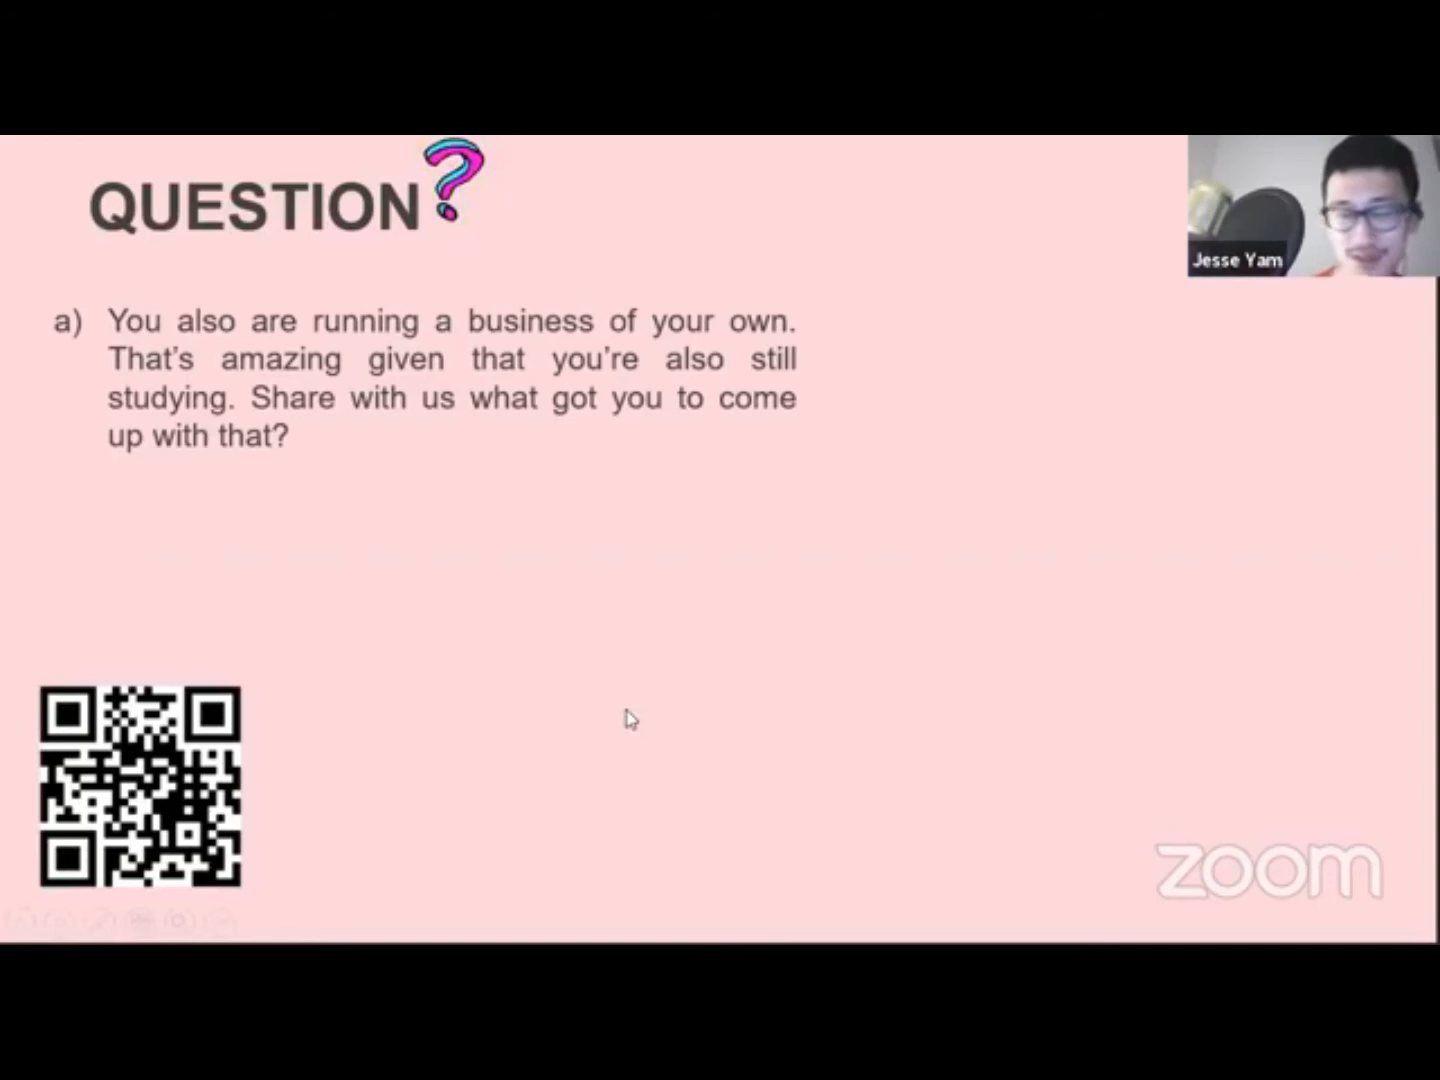 QUESTION?
Jesse Yam
a) You also are running a business of your own.
That's amazing given that you're also still
studying. Share with us what got you to come
up with that?
zoom